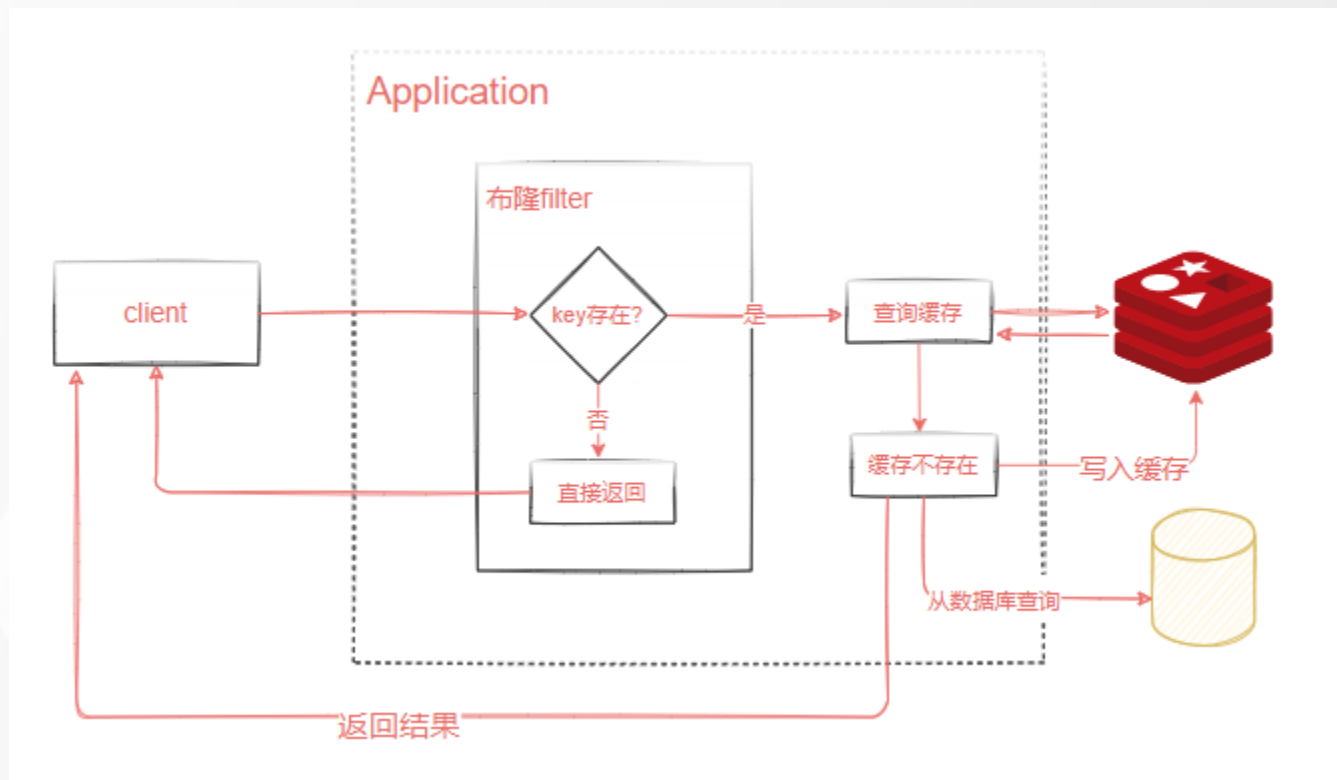 Application
布隆filter
client
key存在?
是
查询缓存
否
缓存不存在
写入缓存
直接返回
从数据库查询
返回结果